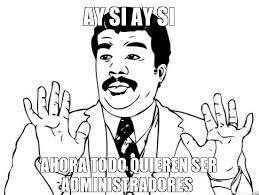 AY SI AY SI
AHORA TODO QUIEREN SER
ADMINISTRADORES